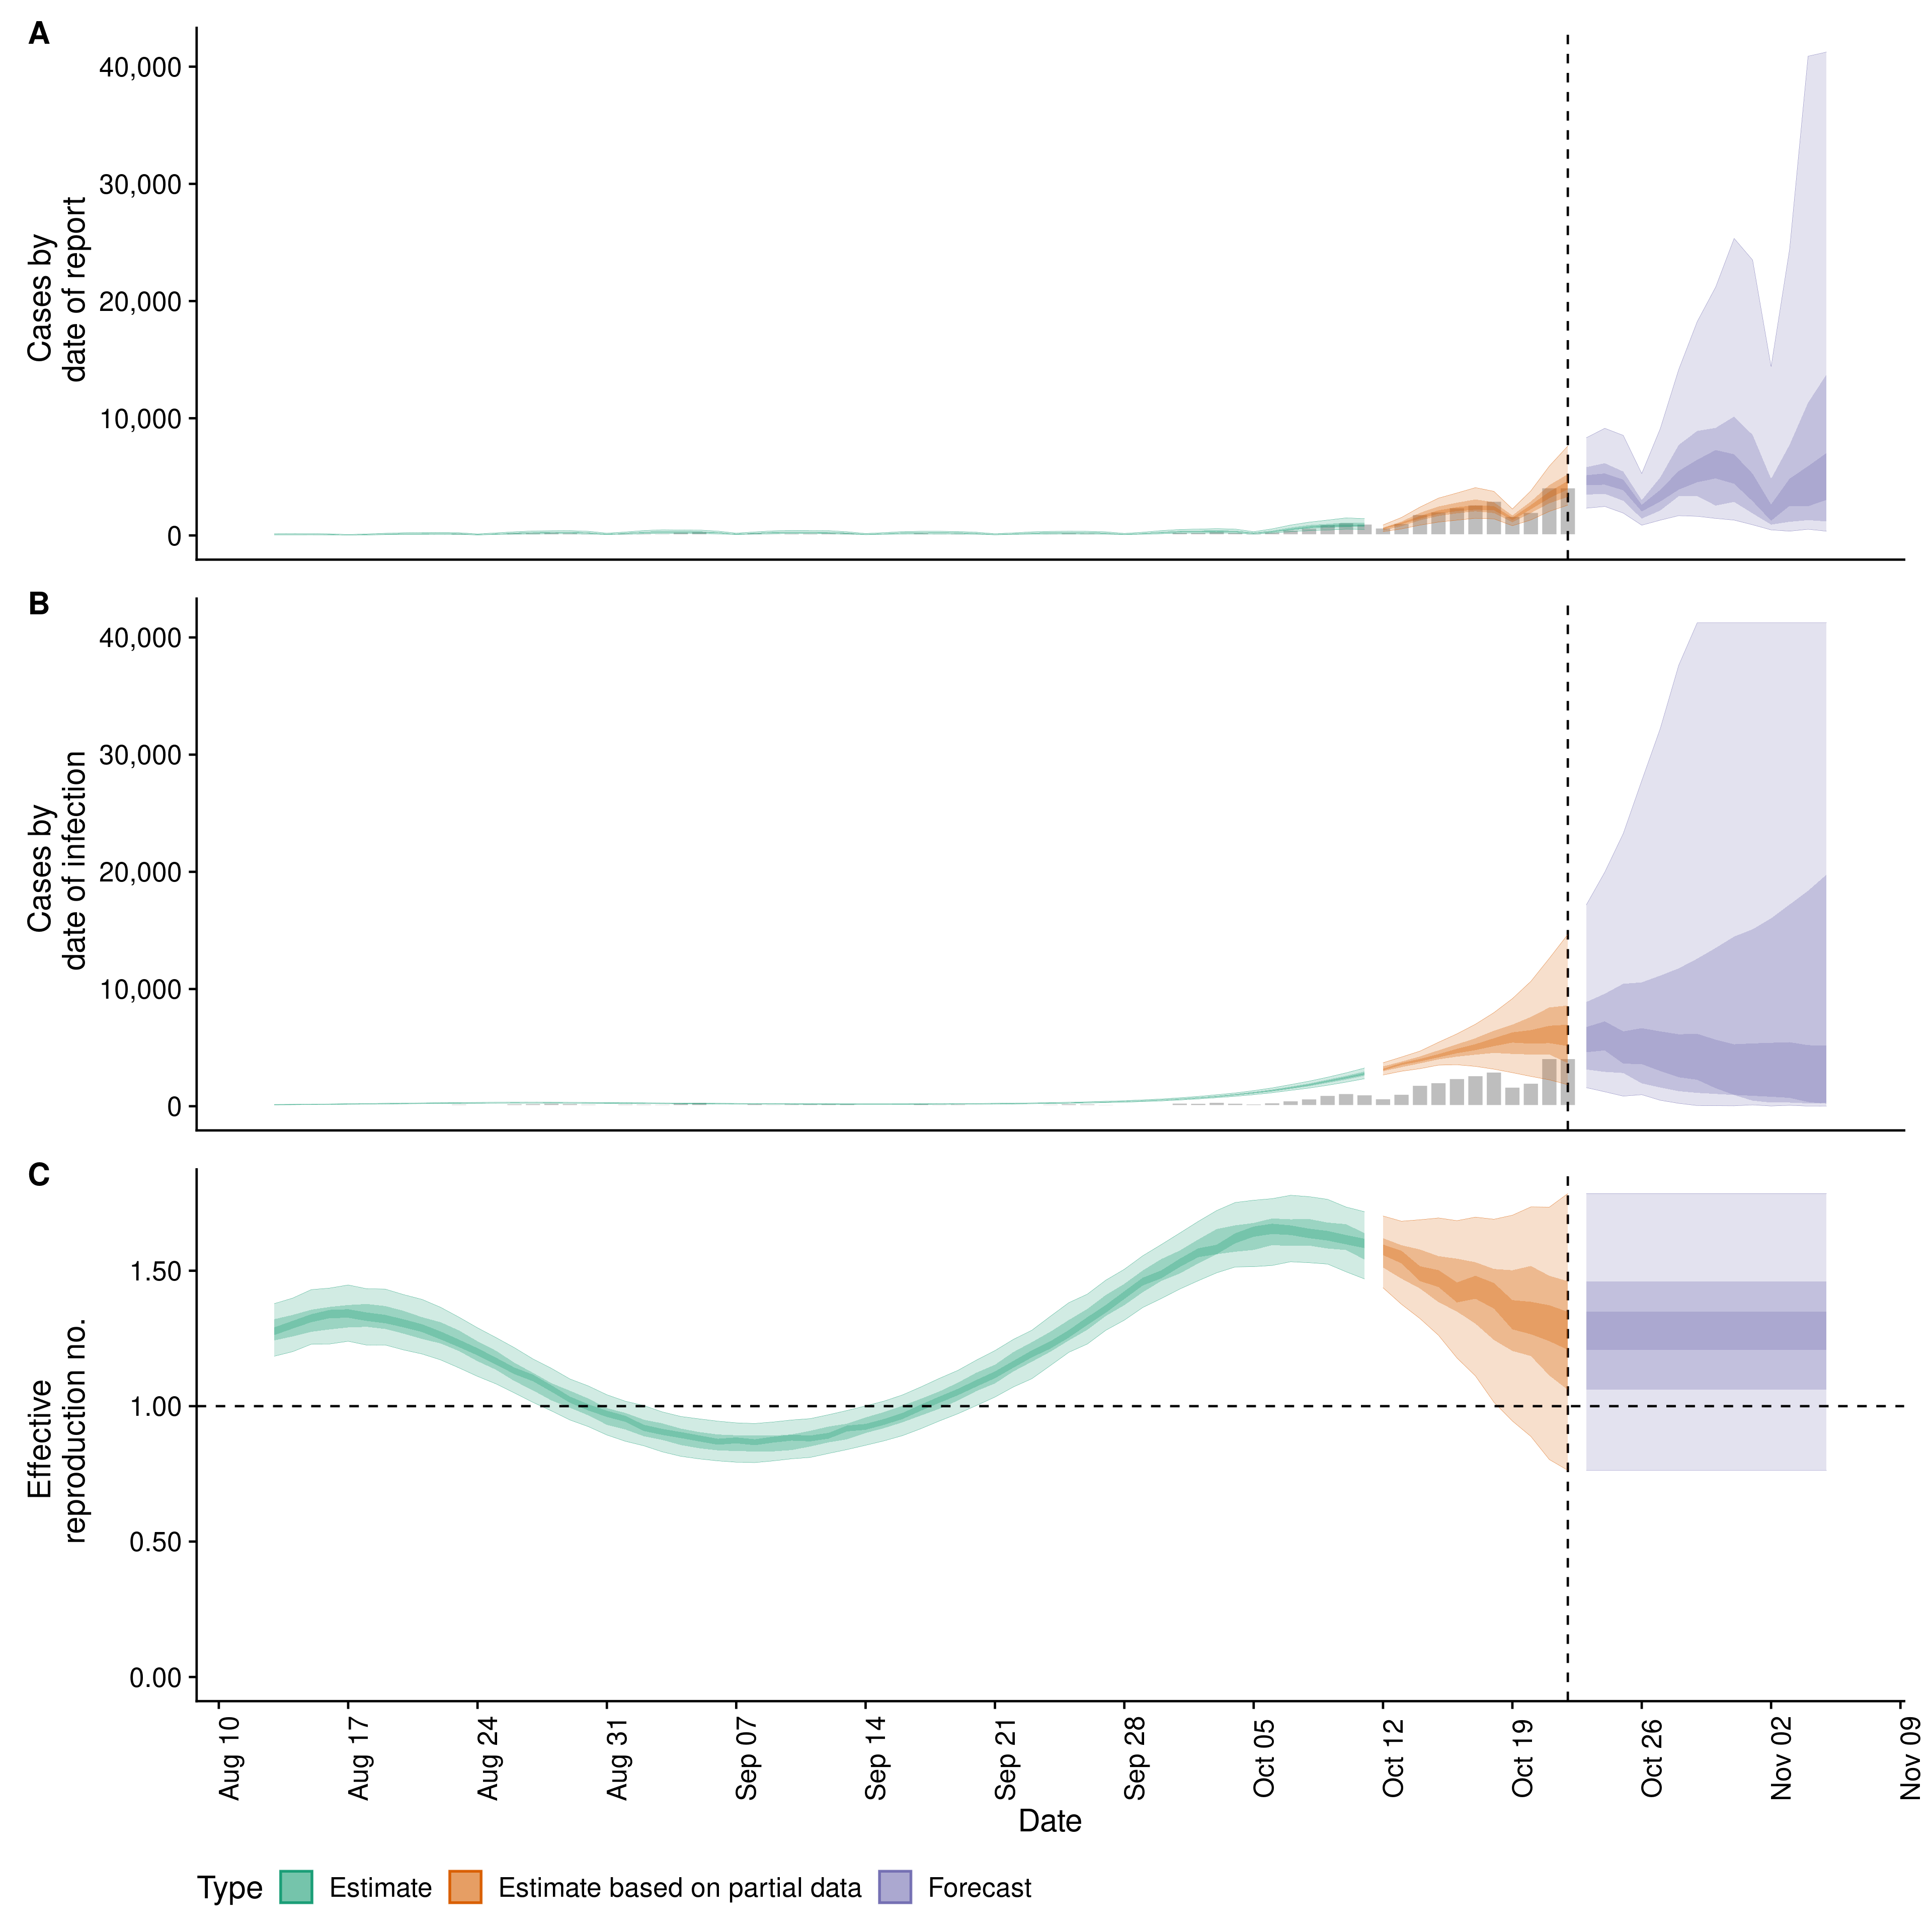 A
40,000
30,000
20,000
10,000
0
Cases by
date of report
B
40,000
30,000
20,000
10,000
0
Cases by
date of infection
C
1.50
1.00
0.50
0.00
Effective
reproduction no.
Aug 10
Aug 17
Aug 24
Aug 31
Sep 07
Sep 14
Sep 21
Sep 28
Oct 05
Oct 12
Oct 19
Oct 26
Nov 02
Nov 09
Date
Type Estimate Estimate based on partial data Forecast